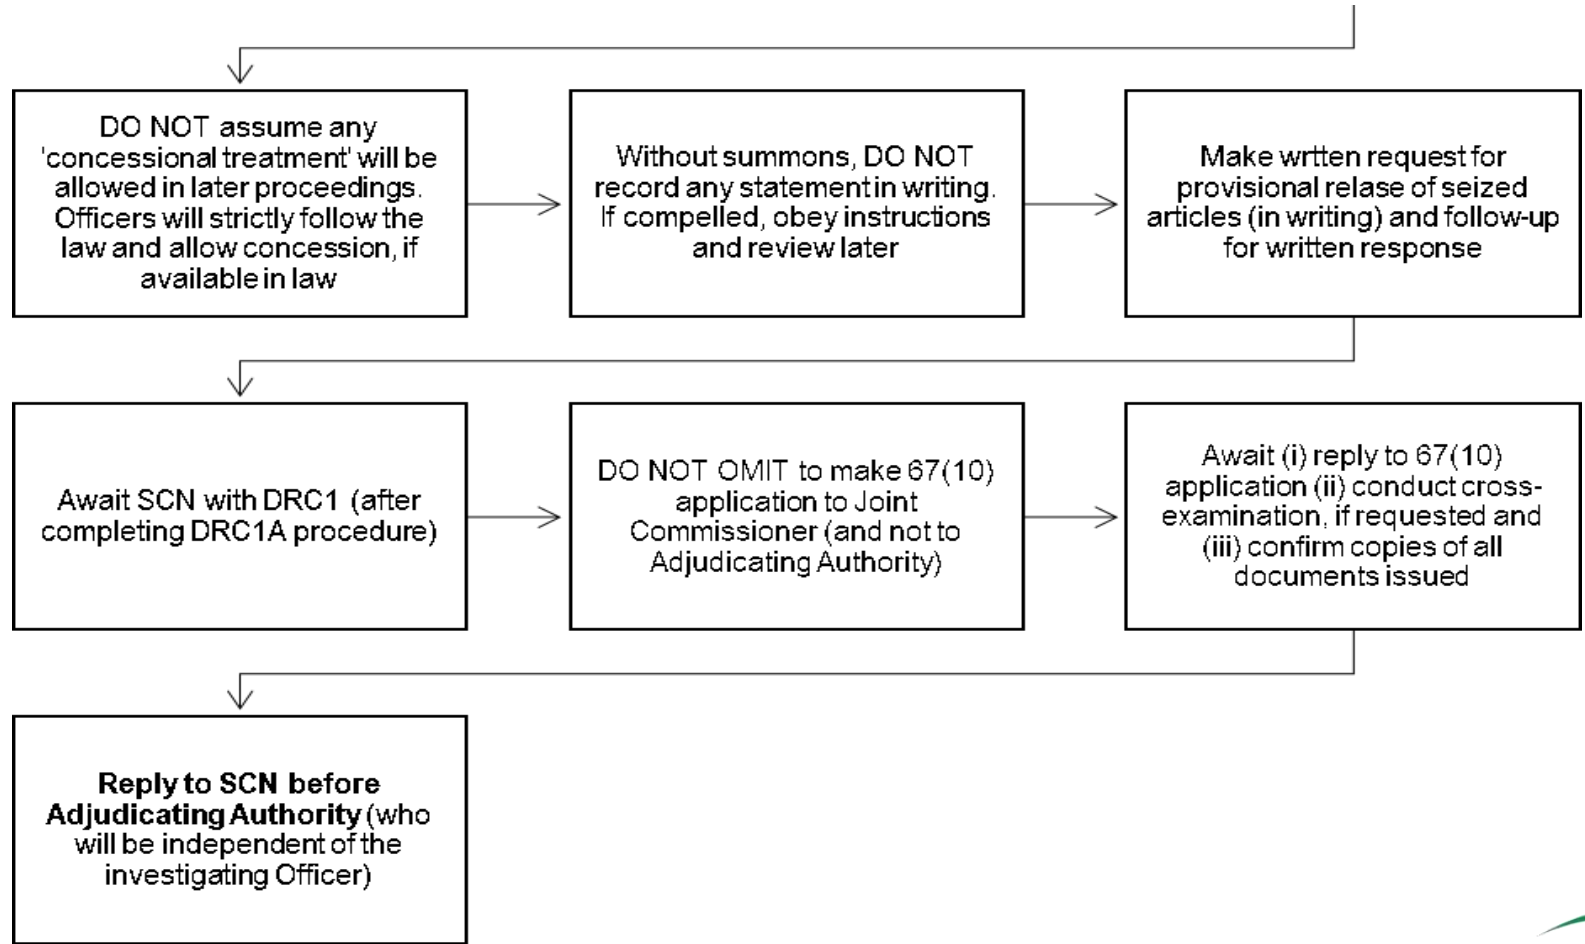 DO NOT assume any
'concessional treatment' will be
allowed in later proceedings.
Officers will strictly follow the
law and allow concession, if
available in law
Without summons, DO NOT
record any statement in writing.
If compelled, obey instructions
and review later
Make wrtten request for
provisional relase of seized
articles (in writing) and follow-up
for written response
Await SCN with DRC1 (after
completing DRC1A procedure)
DO NOT OMIT to make 67(10)
application to Joint
Commissioner (and not to
Adjudicating Authority)
Await (i) reply to 67(10)
application (ii) conduct cross-
examination, if requested and
(iii) confirm copies of all
documents issued
Reply to SCN before
Adjudicating Authority (who
will be independent of the
investigating Officer)